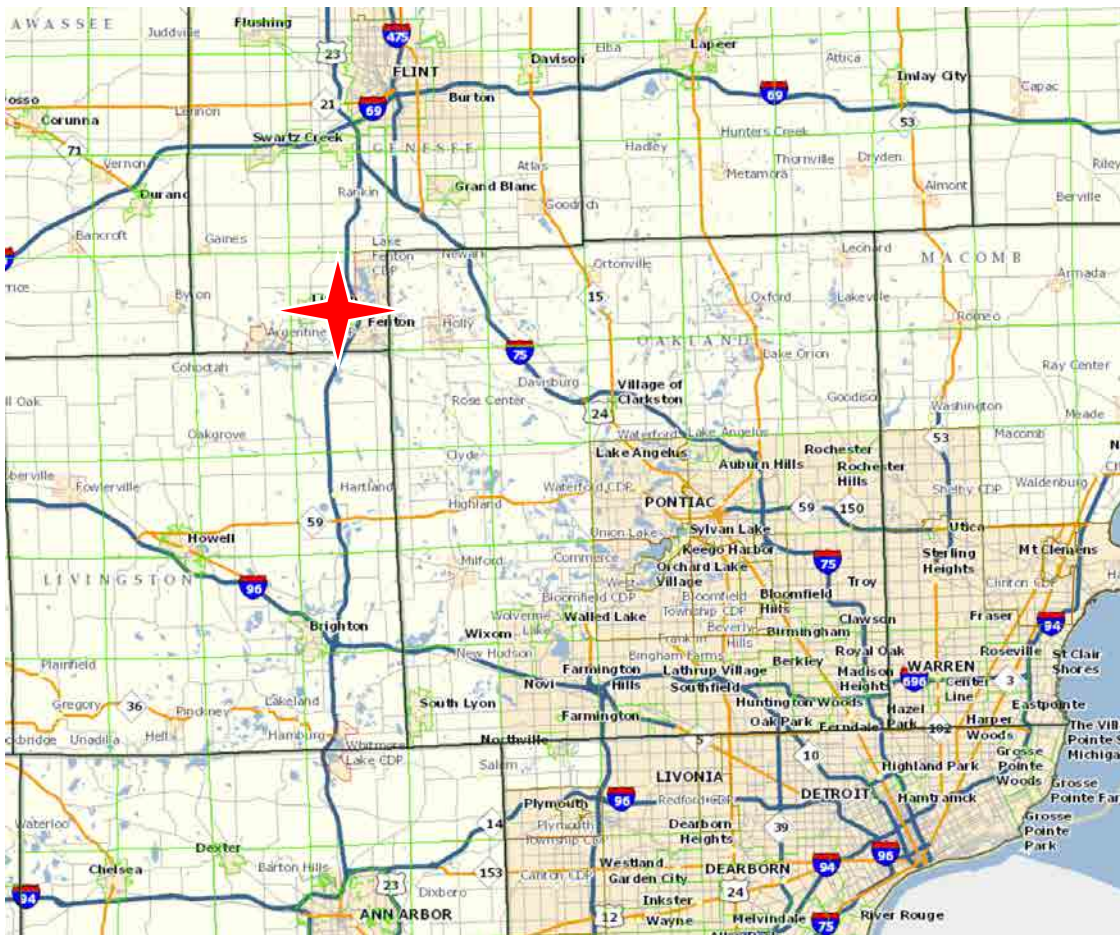 AWASSEE
Flushing
Juddville
475
23
FLINT
Davison
Elba
Lapeer
Attica
Imlay City
Capac
Corunna
Lennon
21
69
Burton
69
53
Swartz Creek
GENESEE
71
Vernon
Hadley
Hunters Creek
Thornville
Dryden
Riley
Durand
Rankin
Grand Blanc
Atlas
Metamora
Almont
Berville
Goodrich
Bancroft
Gaines
Lake
Fenton
CDP
Newark
Ortonville
Leonard
MACOMB
Armada
Byron
15
Oxford
Lakeville
Romeo
Argentine
Fenton
Holly
75
OAKLAND
Lake Orion
Cohoctah
Davisburg
Village of
Clarkston
Ray Center
Oak
Rose Center
24
Goodison
Washington
Meade
Oakgrove
Waterford
Lake Angelus
53
Macomb
Clyde
Lake Angelus
Auburn Hills
Rochester
Rochester
Hills
Fowlerville
Hartland
Highland
Waterford CDP
PONTIAC
Shelby CDP
Waldenburg
59
59
150
Howell
Union Lake
Sylvan Lake
Utica
Commerce
Keego Harbor
Sterling
Heights
Mt Clemens
LIVINGSTON
96
Milford
Orchard Lake
Village
75
Troy
Clinton CDP
West
Bloomfield CDP
Bloomfield
Township CDP
Bloomfield
Hills
Brighton
Wixom
Wolverine
Lake
Walled Lake
Beverly
Hills
Birmingham
Clawson
Fraser
94
New Hudson
Franklin
Bingham Farms
Royal Oak
Roseville
St Clair
Shores
Plainfield
Farmington
Hills
Lathrup Village
Berkley
Madison
Heights
WARREN
696
Center
Line
3
Novi
Southfield
Gregory
36
Pinckney
Lakeland
South Lyon
Huntington Woods
Hazel
Park
Eastpointe
Unadilla
Hell
Hamburg
Farmington
Oak Park
Ferndale
102
Harper
Woods
The Vill
Pointe S
Michiga
Whitmore
Lake CDP
Northville
5
Salem
10
Highland Park
Grosse
Pointe
Woods
LIVONIA
DETROIT
Hamtramck
Grosse
Pointe Far
Plymouth
96
Redford CDP
Waterloo
14
Plymouth
Township CDP
Dearborn
Heights
39
Grosse
Pointe
Park
Dexter
Chelsea
Barton Hills
153
Canton CDP
Westland
Garden City
DEARBORN
94
96
94
23
Dixboro
Inkster
24
ANN ARBOR
12
Wayne
Melvindale
75
River Rouge